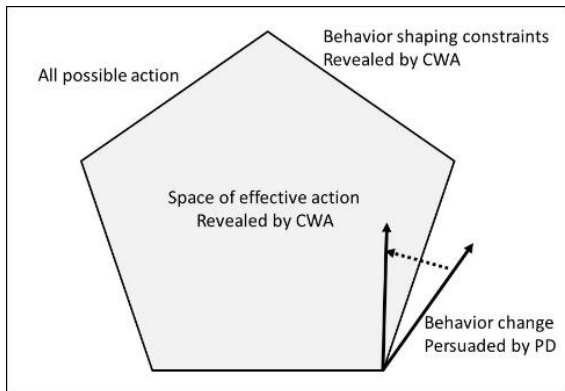 Behavior shaping constraints
Revealed by CWA
All possible action
Space of effective action
Revealed by CWA
Behavior change
Persuaded by PD